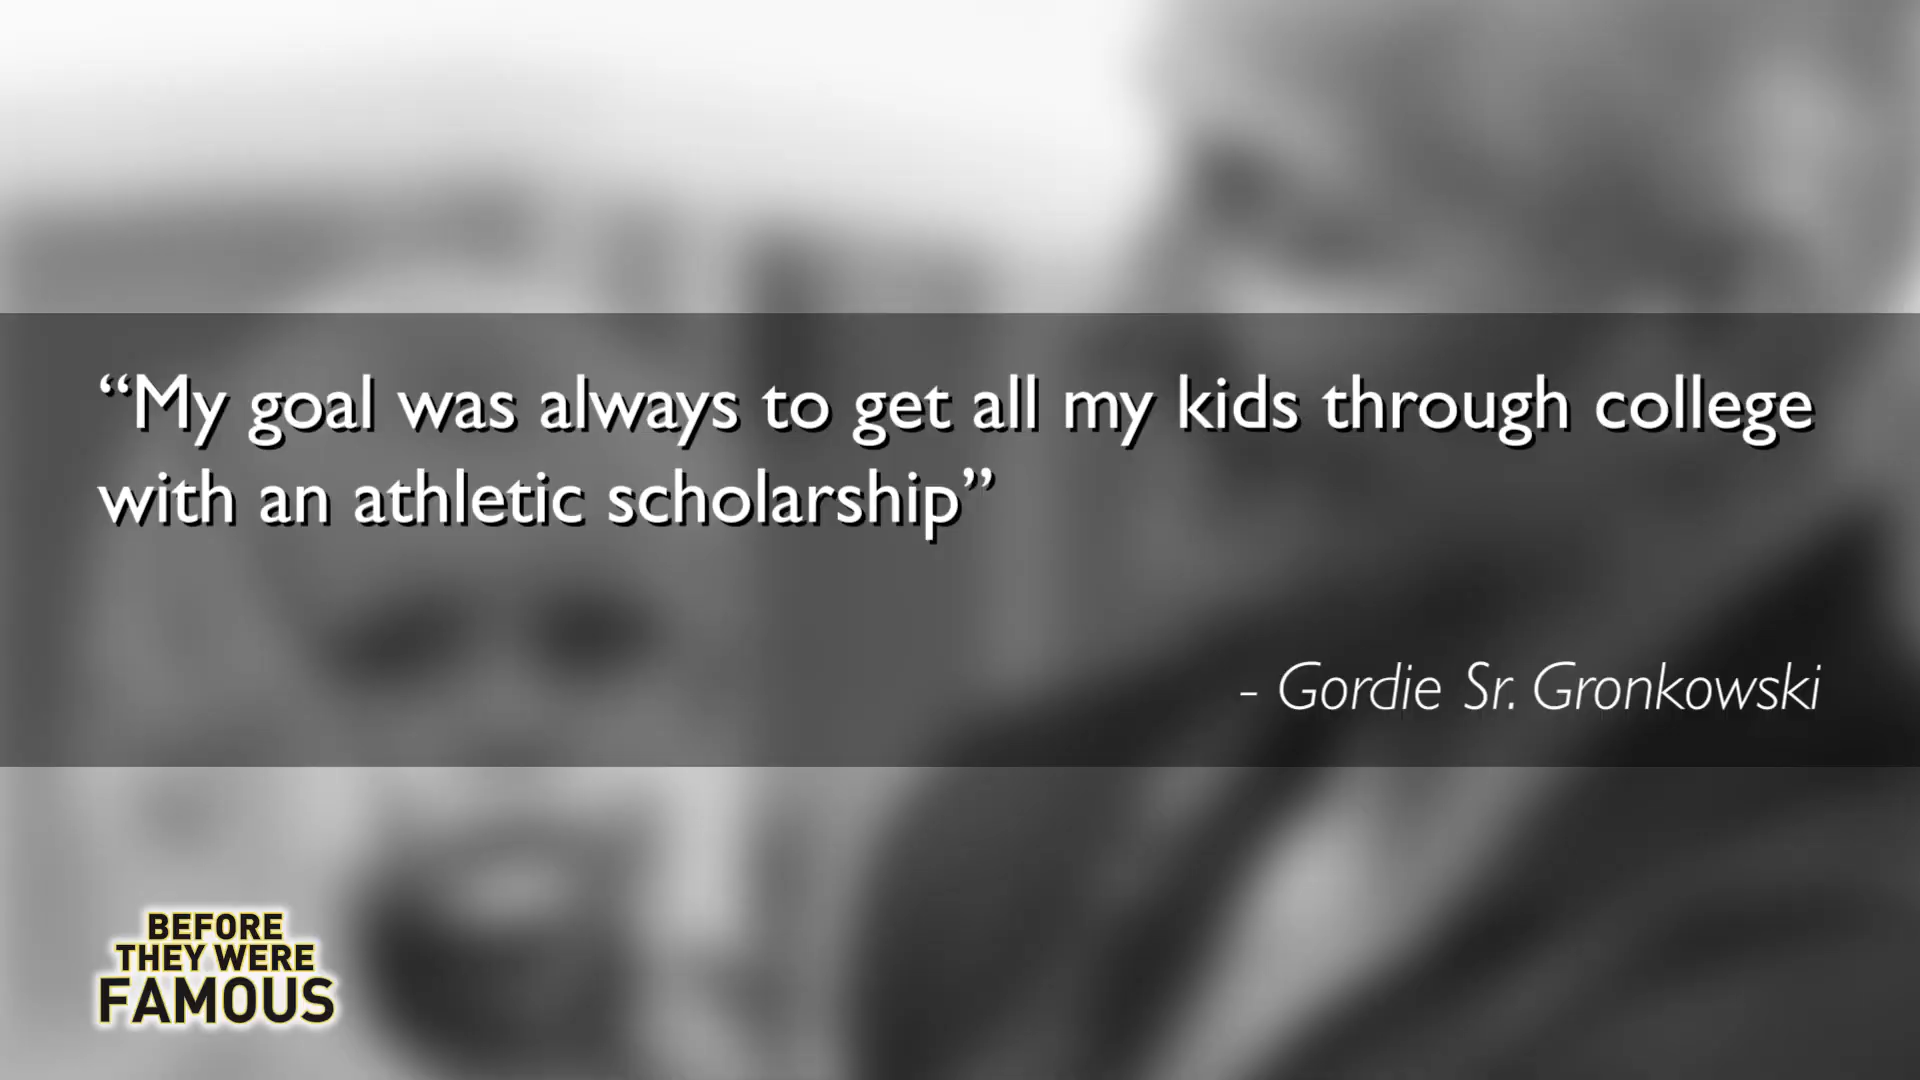 “My goal was always to get all my kids through college
with an athletic scholarship”
- Gordie Sr. Gronkowski
BEFORE
THEY WERE
FAMOUS